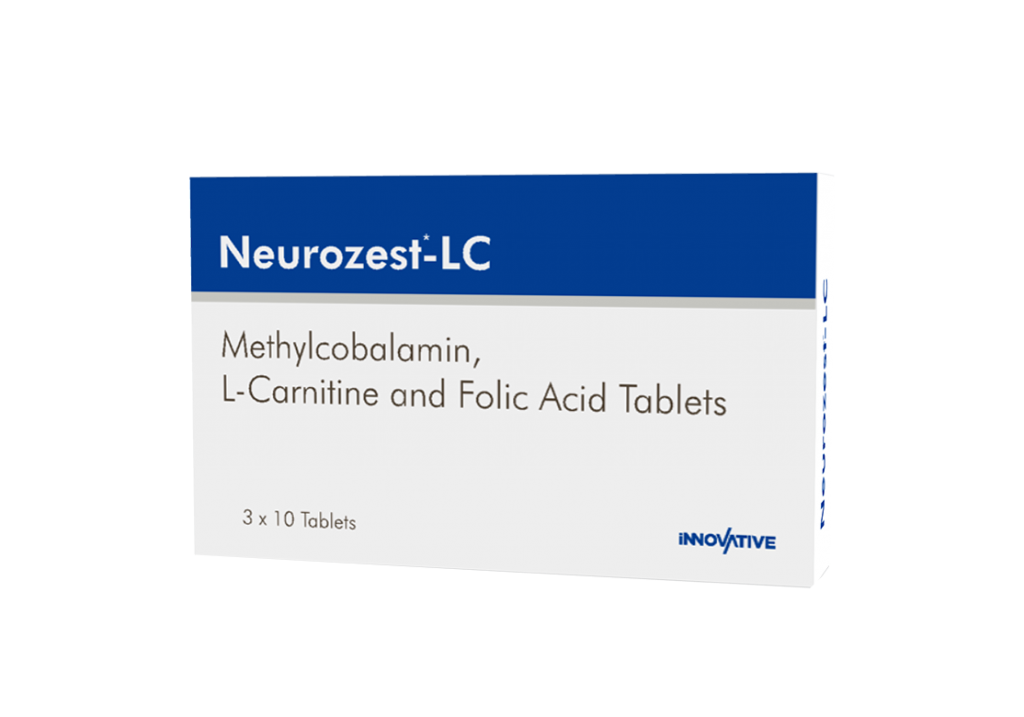 Neurozest*-LC
Methylcobalamin,
L-Carnitine and Folic Acid Tablets
3 x 10 Tablets
iNNOVATIVE
Neurozest*-LC